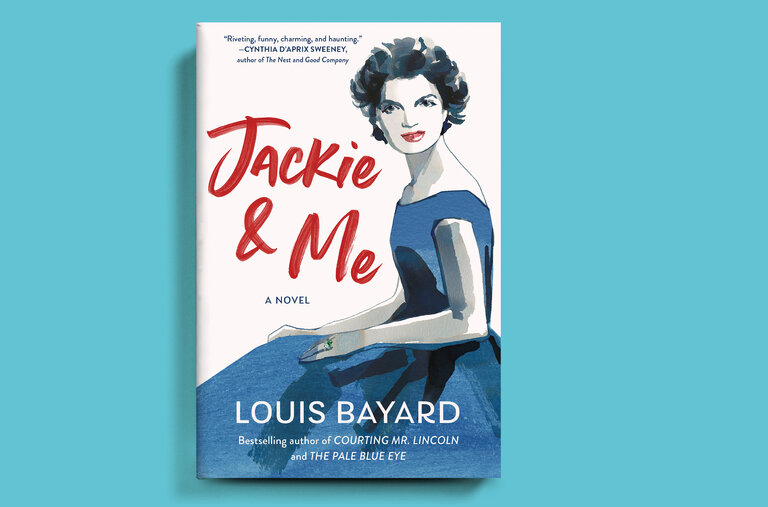 “Riveting, funny, charming, and haunting.”
—CYNTHIA D’APRIX SWEENEY,
author of The Nest and Good Company
Jackie
& Me
A NOVEL
LOUIS BAYARD
Bestselling author of COURTING MR. LINCOLN
and THE PALE BLUE EYE